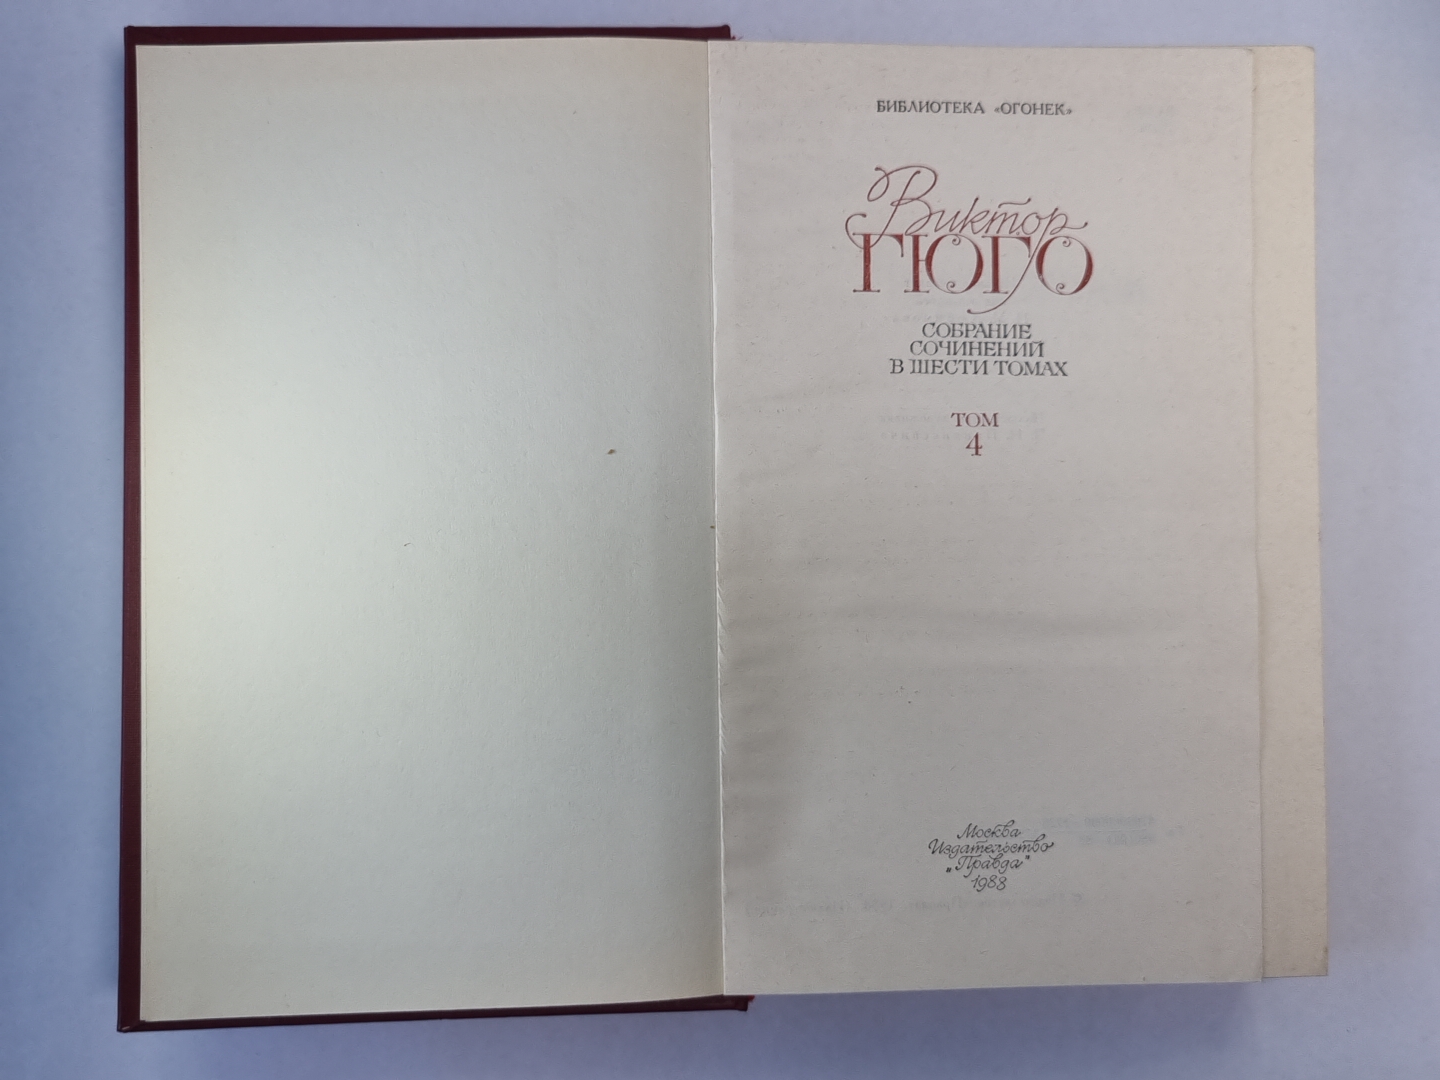 БИБЛИОТЕКА «ОГОНЕК»
Виктор
ГЮГО
СОБРАНИЕ
СОЧИНЕНИЙ
В ШЕСТИ ТОМАХ
ТОМ
4
Москва
Издательство
„Правда“
1988